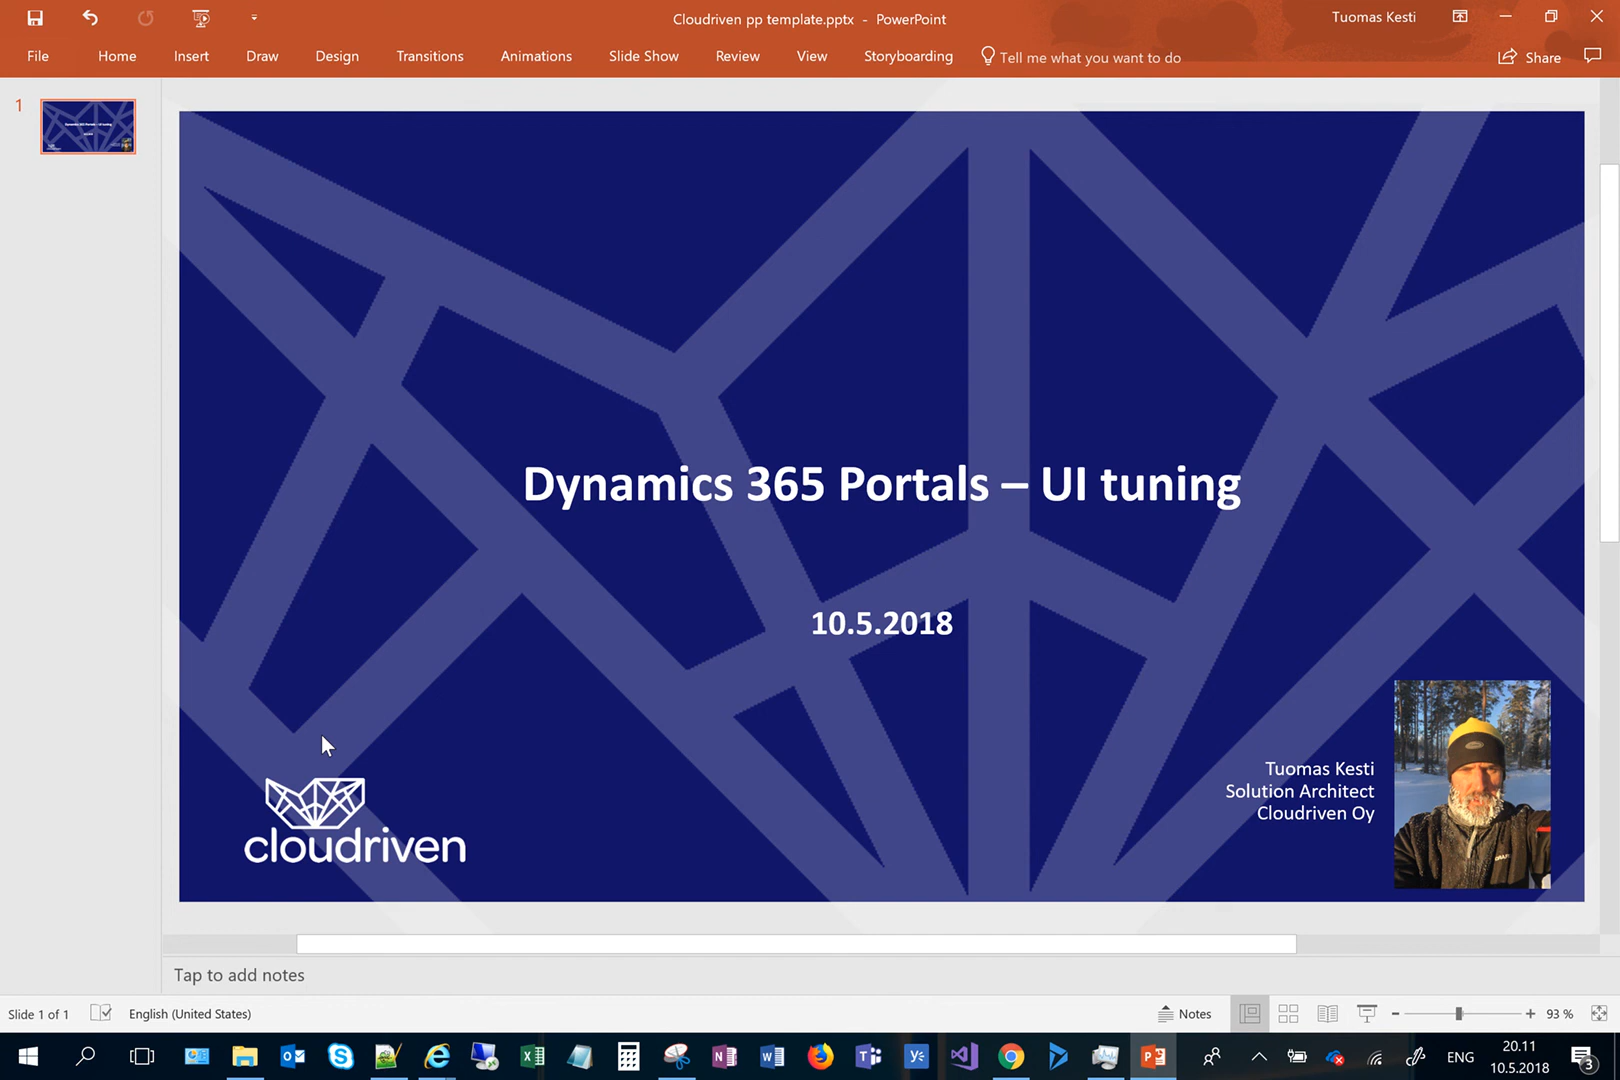 Cloudriven pp template.pptx - PowerPoint
Tuomas Kesti
File Home Insert Draw Design Transitions Animations Slide Show Review View Storyboarding Tell me what you want to do Share
1
Dynamics 365 Portals – UI tuning
10.5.2018
Tuomas Kesti
Solution Architect
Cloudriven Oy
cloudriven
Tap to add notes
Slide 1 of 1 English (United States) Notes 93 %
ENG
20.11
10.5.2018
3